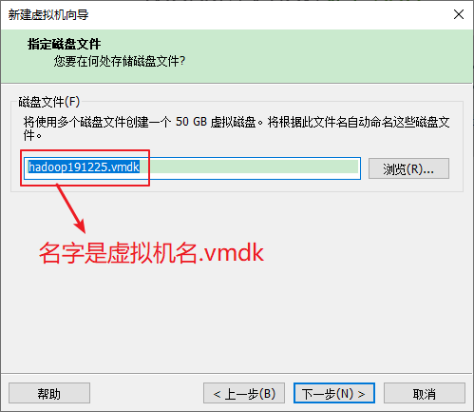 新建虚拟机向导
指定磁盘文件
您要在何处存储磁盘文件?
磁盘文件(F)
将使用多个磁盘文件创建一个 50 GB 虚拟磁盘。将根据此文件名自动命名这些磁盘文
件。
hadoop191225.vmdk
浏览(R)...
名字是虚拟机名.vmdk
帮助
< 上一步(B)
下一步(N) >
取消